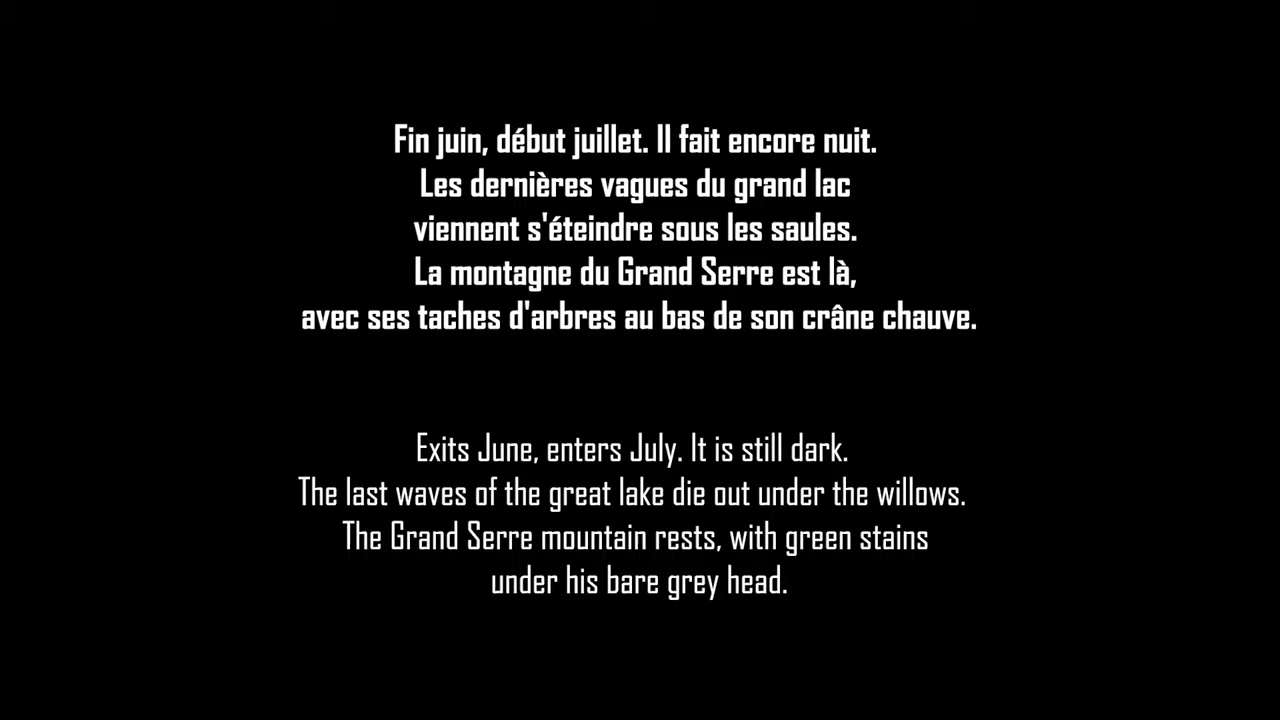 Fin juin, début juillet. Il fait encore nuit.
Les dernières vagues du grand lac
viennent s'éteindre sous les saules.
La montagne du Grand Serre est là,
avec ses taches d'arbres au bas de son crâne chauve.
Exits June, enters July. It is still dark.
The last waves of the great lake die out under the willows.
The Grand Serre mountain rests, with green stains
under his bare grey head.